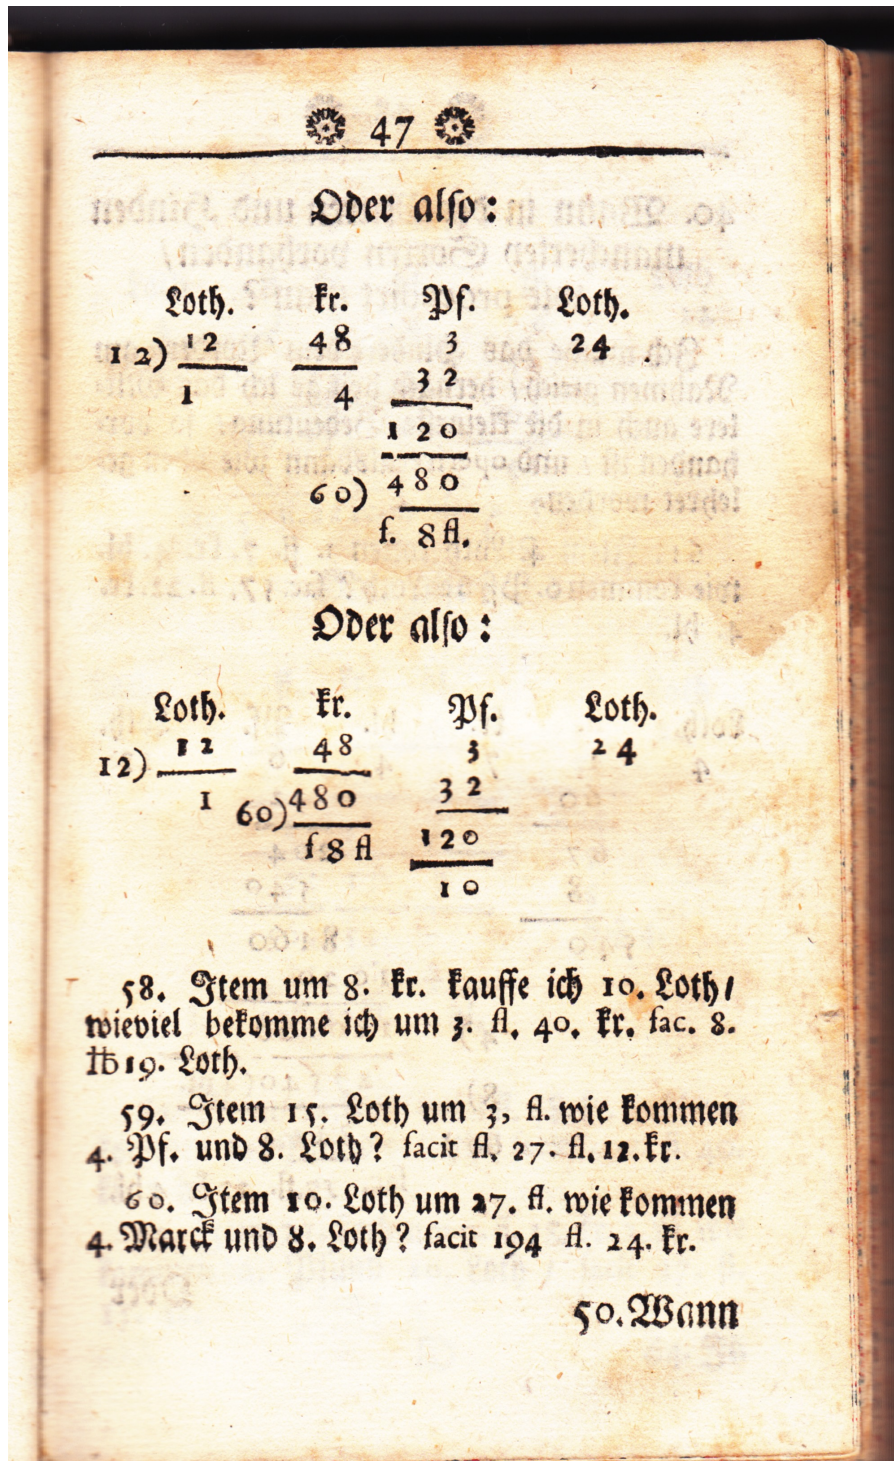 47
Oder alſo:
Loth. kr. Pf. Loth.
12) 12 48 3 24
1 4 32
120
60) 480
f. 8 fl.
Oder alſo:
Loth. kr. Pf. Loth.
12) 12 48 3 24
1 60) 480 32
f 8 fl 120
10
58. Item um 8. kr. kauffe ich 10. Loth/
wieviel bekomme ich um 3. fl. 40. kr. fac. 8.
℔ 19. Loth.
59. Item 15. Loth um 3, fl. wie kommen
4. Pf. und 8. Loth? facit fl. 27. fl. 12. kr.
60. Item 10. Loth um 27. fl. wie kommen
4. Marck und 8. Loth? facit 194 fl. 24. kr.
50. Wann